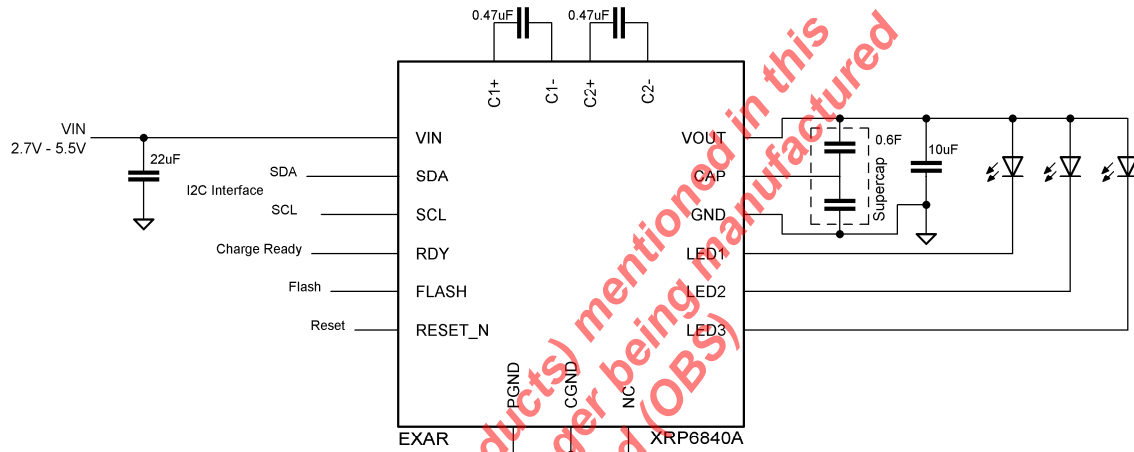 0.47uF
0.47uF
C1+
C1-
C2+
C2-
VIN
2.7V - 5.5V
22uF
I2C Interface
SDA
SCL
Charge Ready
Flash
Reset
VIN
SDA
SCL
RDY
FLASH
RESET_N
VOUT
CAP
GND
LED1
LED2
LED3
0.6F
Supercap
10uF
PGND
CGND
NC
EXAR
XRP6840A
ducts) mentioned in this
ger being manufactured
d (OBS)